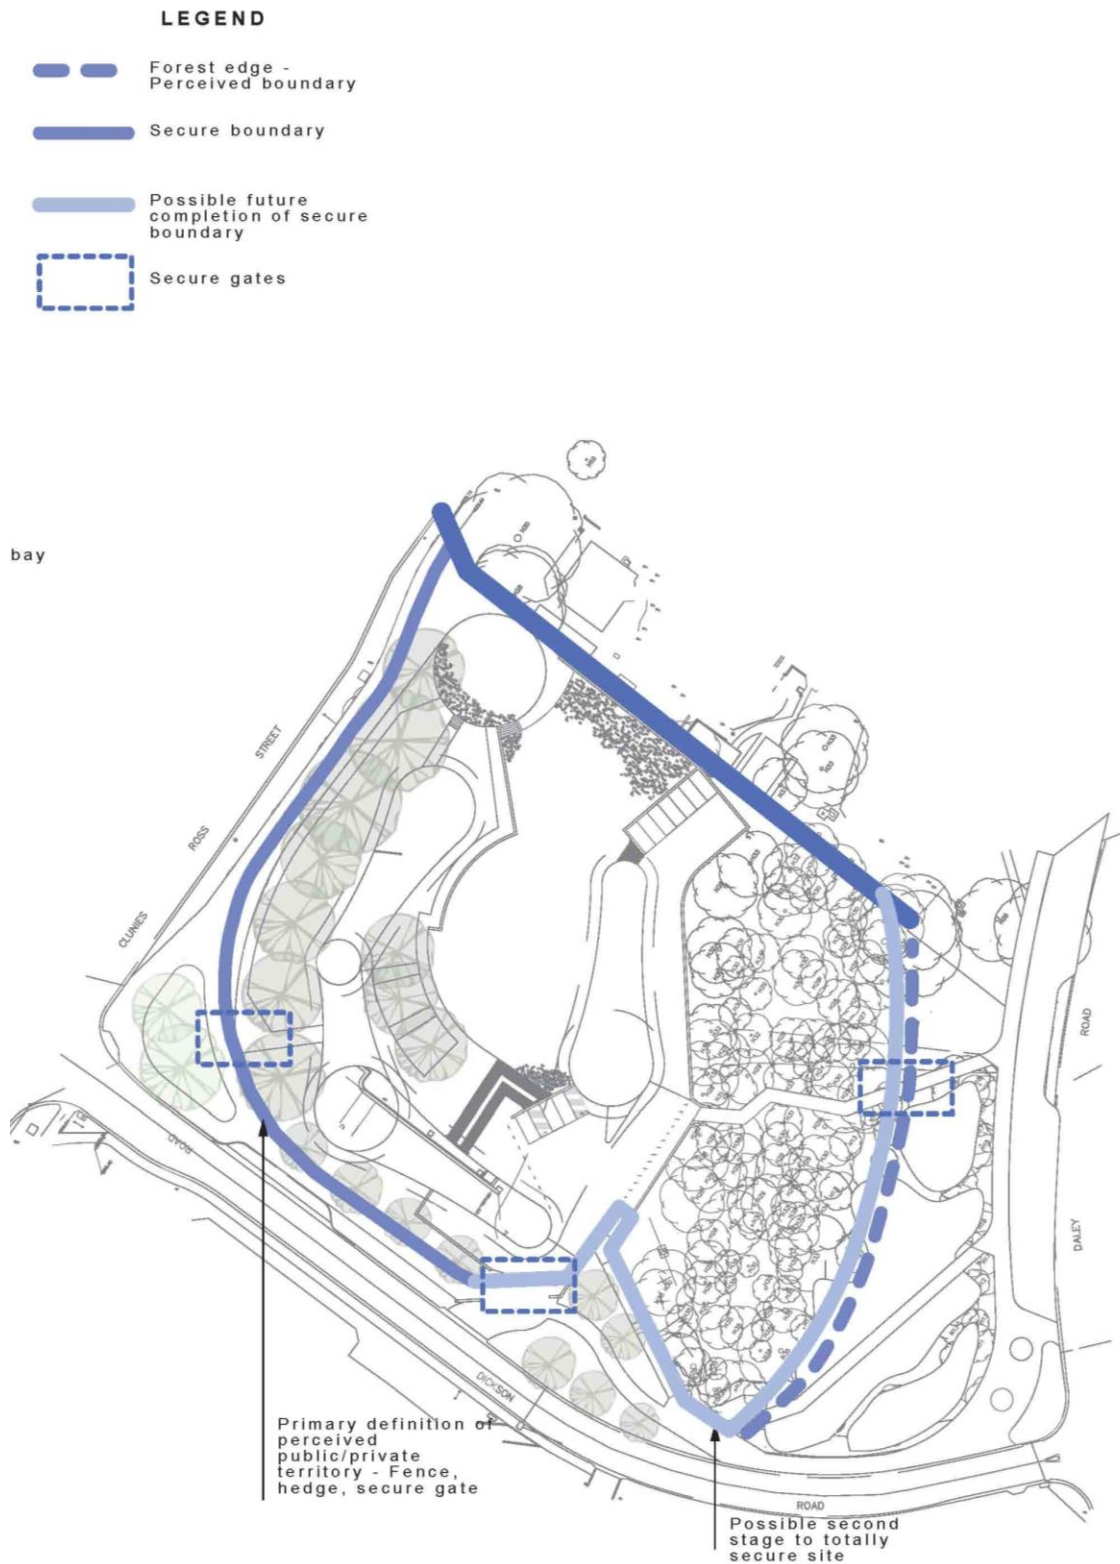 LEGEND
Forest edge -
Perceived boundary
Secure boundary
Possible future
completion of secure
boundary
Secure gates
bay
STREET
ROSS
CLUNIES
ROAD
ROAD
DALEY
DICKSON
ROAD
Primary definition of
perceived
public/private
territory - Fence,
hedge, secure gate
Possible second
stage to totally
secure site